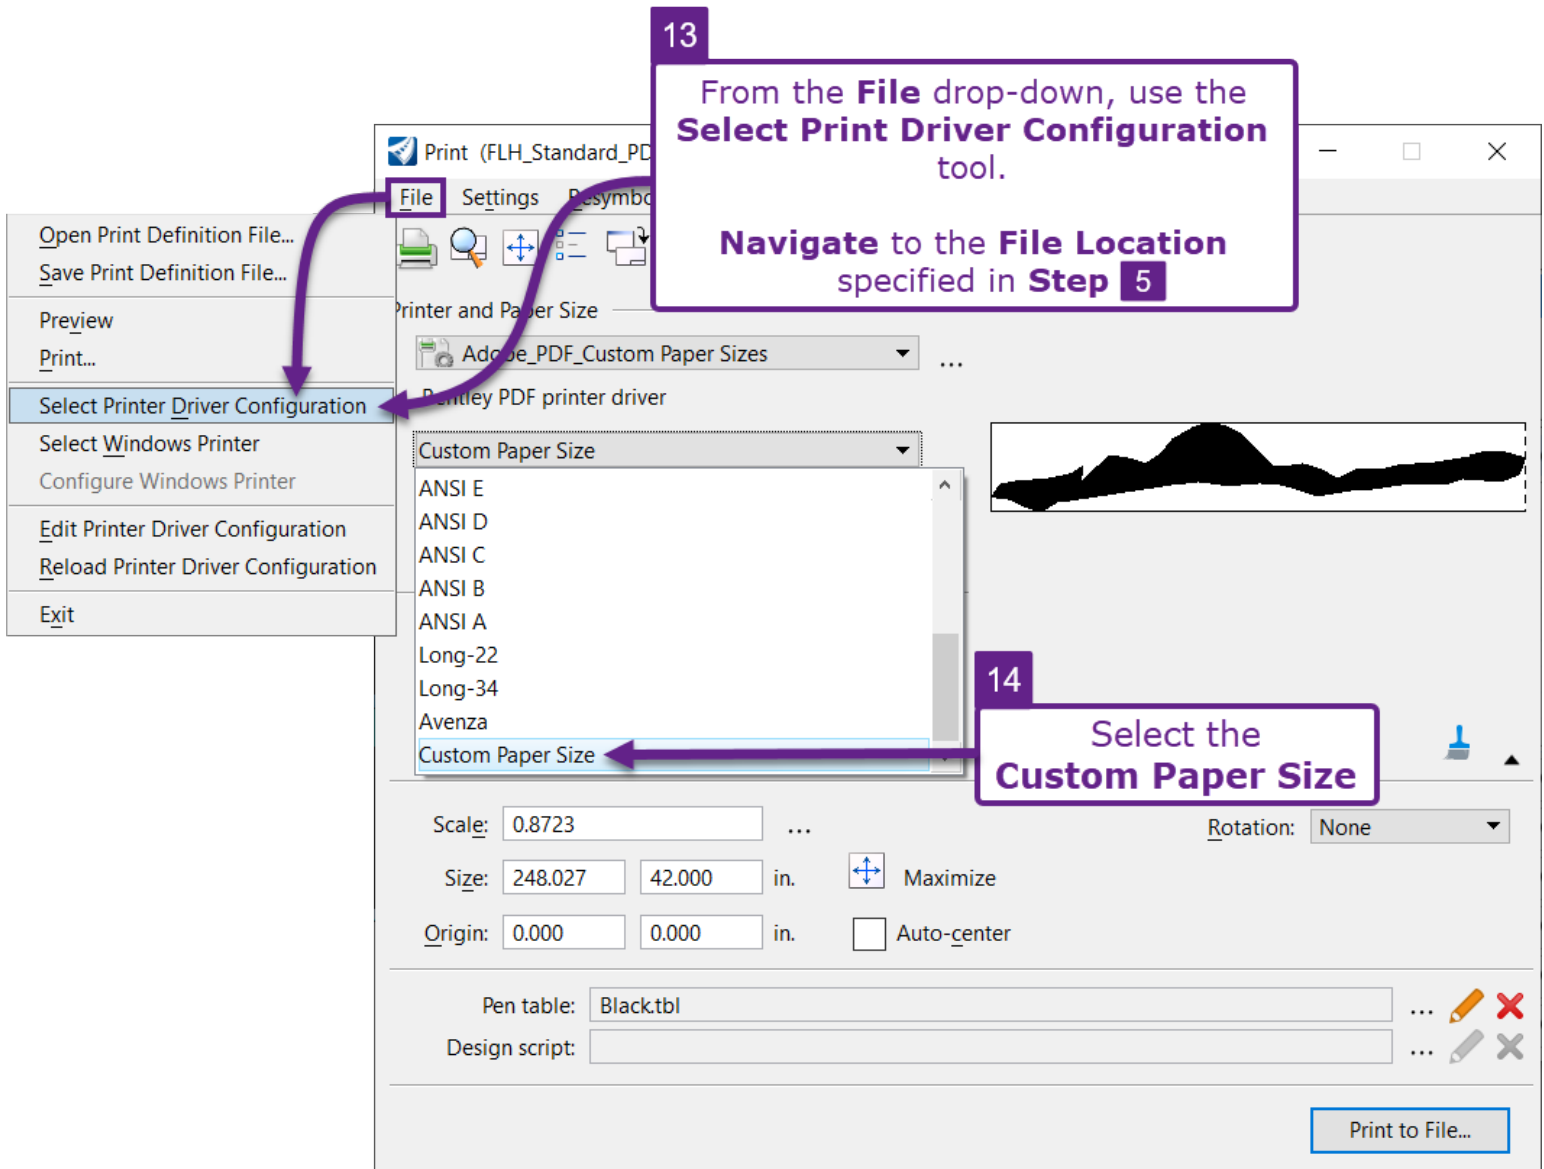 13
From the File drop-down, use the
Select Print Driver Configuration
tool.
Navigate to the File Location
specified in Step 5
Print (FLH_Standard_PD
File Settings
Open Print Definition File...
Save Print Definition File...
Preview
Print...
Select Printer Driver Configuration
Select Windows Printer
Configure Windows Printer
Edit Printer Driver Configuration
Reload Printer Driver Configuration
Exit
Printer and Paper Size
Adobe_PDF_Custom Paper Sizes
...
Bentley PDF printer driver
Custom Paper Size
ANSI E
ANSI D
ANSI C
ANSI B
ANSI A
Long-22
Long-34
Avenza
Custom Paper Size
14
Select the
Custom Paper Size
Scale: 0.8723 ... Rotation: None
Size: 248.027 42.000 in. Maximize
Origin: 0.000 0.000 in. Auto-center
Pen table: Black.tbl ...
Design script: ...
Print to File...